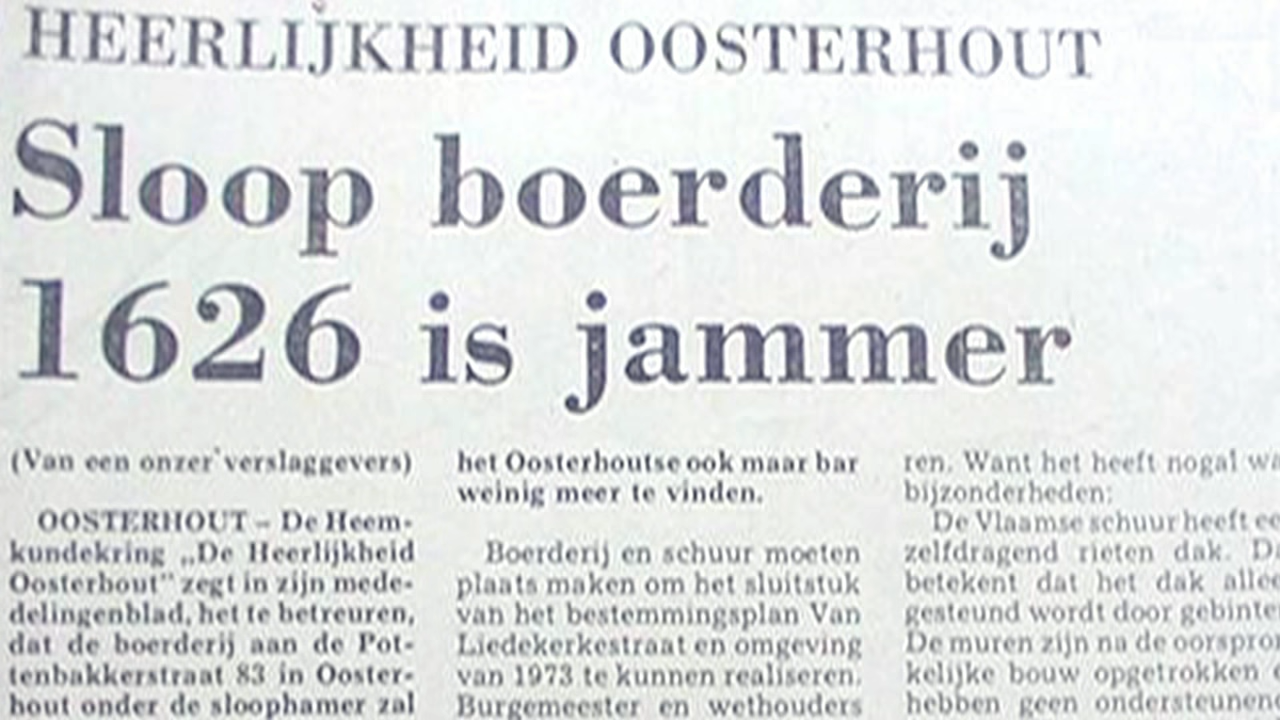 HEERLIJKHEID OOSTERHOUT
Sloop boerderij
1626 is jammer
(Van een onzer verslaggevers)
OOSTERHOUT – De Heem-
kundekring „De Heerlijkheid
Oosterhout" zegt in zijn mede-
delingenblad, het te betreuren,
dat de boerderij aan de Pot-
tenbakkerstraat 83 in Ooster-
hout onder de sloophamer zal
het Oosterhoutse ook maar bar
weinig meer te vinden.
Boerderij en schuur moeten
plaats maken om het sluitstuk
van het bestemmingsplan Van
Liedekerkestraat en omgeving
van 1973 te kunnen realiseren.
Burgemeester en wethouders
ren. Want het heeft nogal
bijzonderheden:
De Vlaamse schuur heeft
zelfdragend rieten dak.
betekent dat het dak
gesteund wordt door
De muren zijn na de
kelijke bouw opgetrokken
hebben geen